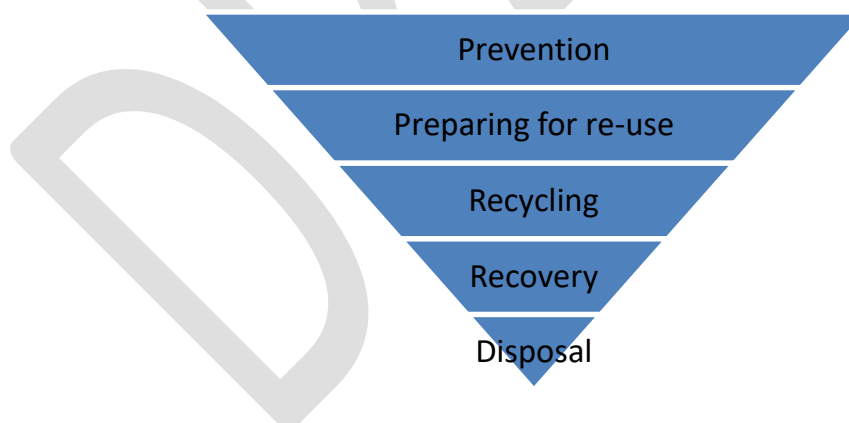 Prevention
Preparing for re-use
Recycling
Recovery
Disposal